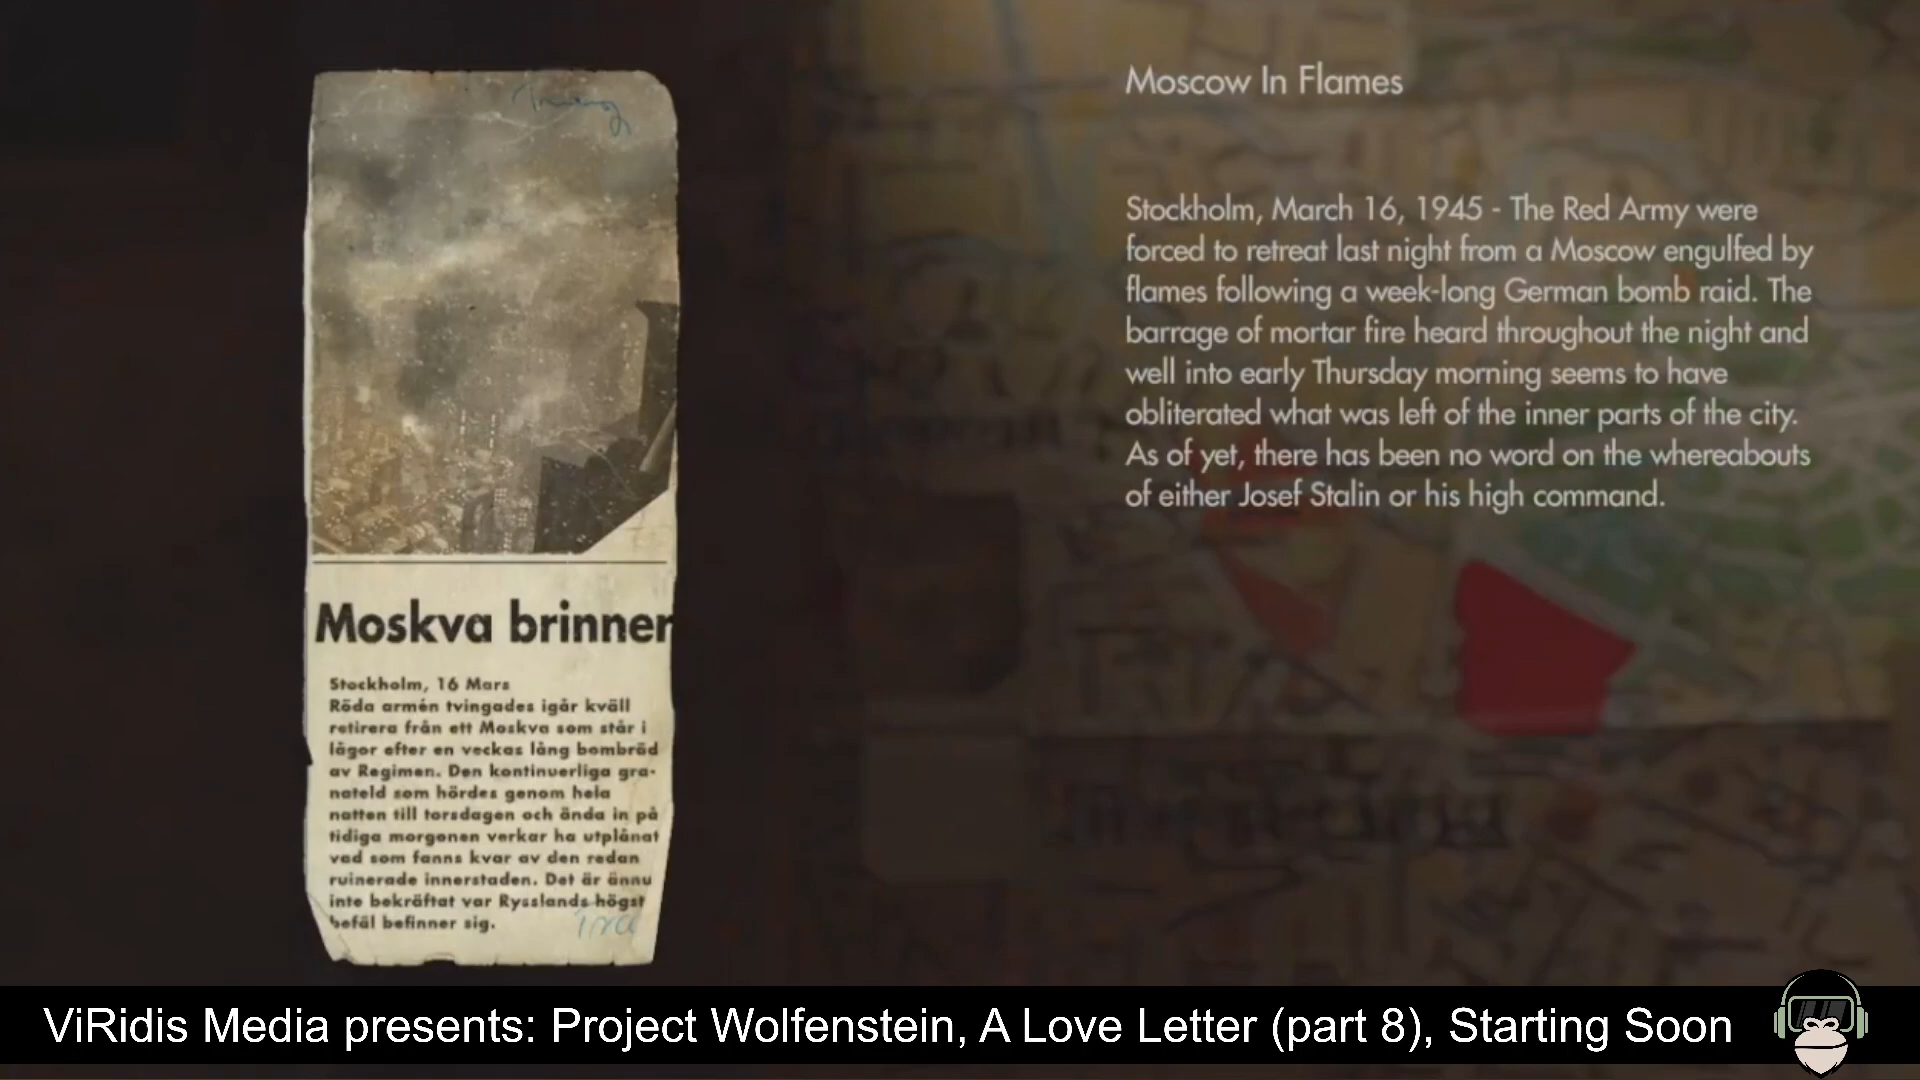 Moskva brinner
Stockholm, 16 Mars
Röda armén tvingades igår kväll
retirera från ett Moskva som står i
lågor efter en veckas lång bombräd
av Regimen. Den kontinuerliga gra-
nateld som hördes genom hela
natten till torsdagen och ända in på
tidiga morgonen verkar ha utplånat
vad som fanns kvar av den redan
ruinerade innerstaden. Det är ännu
inte bekräftat var Rysslands högst
befäl befinner sig.
Moscow In Flames
Stockholm, March 16, 1945 - The Red Army were
forced to retreat last night from a Moscow engulfed by
flames following a week-long German bomb raid. The
barrage of mortar fire heard throughout the night and
well into early Thursday morning seems to have
obliterated what was left of the inner parts of the city.
As of yet, there has been no word on the whereabouts
of either Josef Stalin or his high command.
ViRidis Media presents: Project Wolfenstein, A Love Letter (part 8), Starting Soon